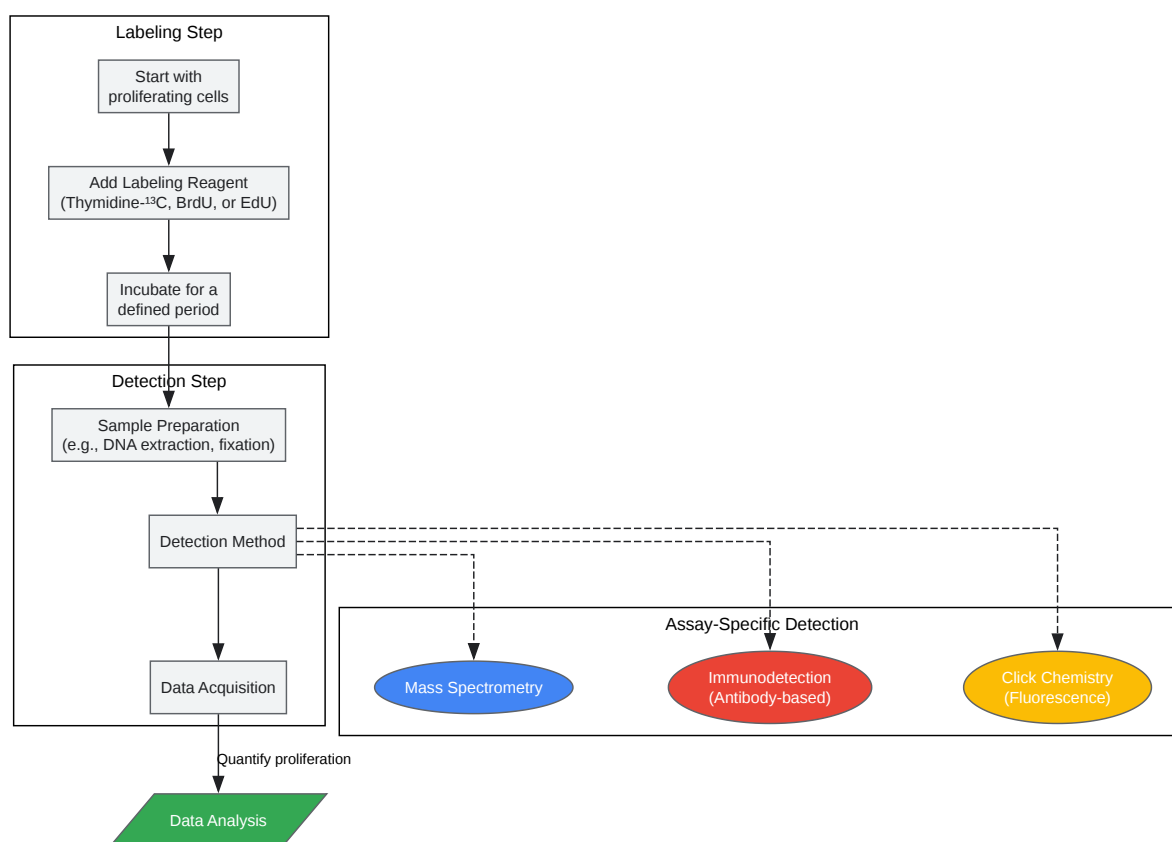 Labeling Step
Start with
proliferating cells
Add Labeling Reagent
(Thymidine-¹³C, BrdU, or EdU)
Incubate for a
defined period
Detection Step
Sample Preparation
(e.g., DNA extraction, fixation)
Detection Method
Data Acquisition
Assay-Specific Detection
Mass Spectrometry
Immunodetection
(Antibody-based)
Click Chemistry
(Fluorescence)
Quantify proliferation
Data Analysis